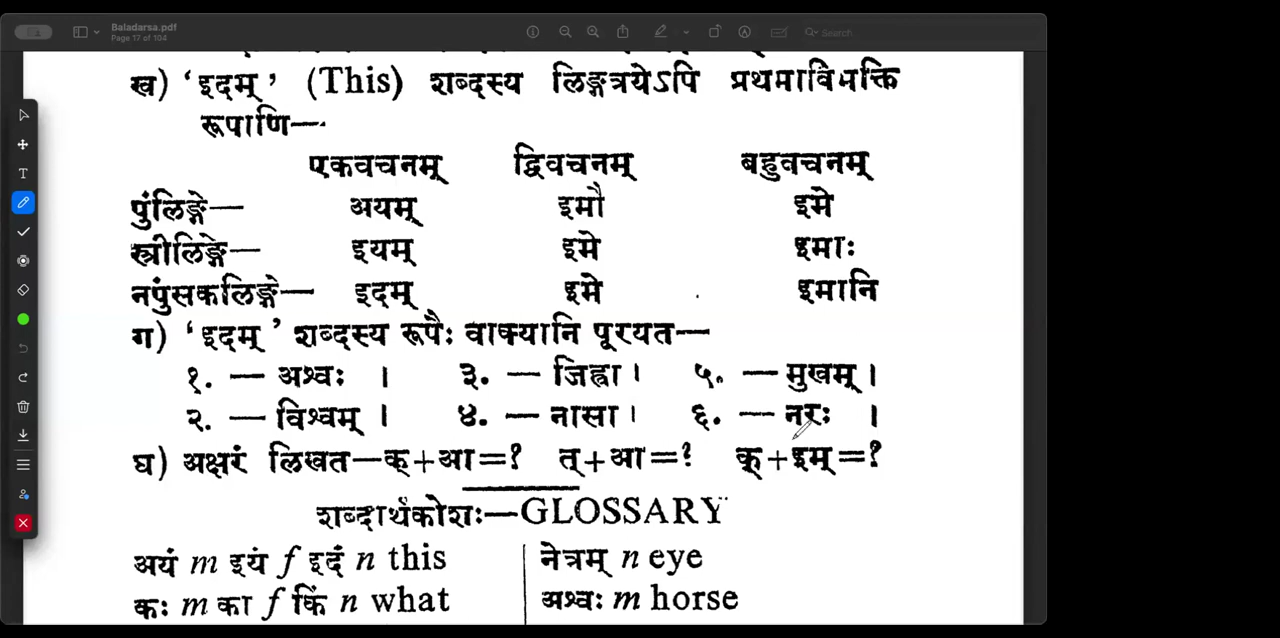 Baladarsa.pdf
Page 17 of 104
Search
ख) ‘इदम्’ (This) शब्दस्य लिङ्गत्रयेऽपि प्रथमाविभक्ति
रूपाणि—
एकवचनम् द्विवचनम् बहुवचनम्
पुंलिङ्गे— अयम् इमौ इमे
स्त्रीलिङ्गे— इयम् इमे इमाः
नपुंसकलिङ्गे— इदम् इमे इमानि
ग) ‘इदम्’ शब्दस्य रूपैः वाक्यानि पूरयत—
१. — अश्वः । ३. — जिह्वा । ५. — मुखम् ।
२. — विश्वम् । ४. — नासा । ६. — नरः ।
घ) अक्षरं लिखत—क्+आ=? त्+आ=? क्+इम्=?
शब्दार्थकोशः—GLOSSARY
अयं m इयं f इदं n this
कः m का f किं n what
नेत्रम् n eye
अश्वः m horse